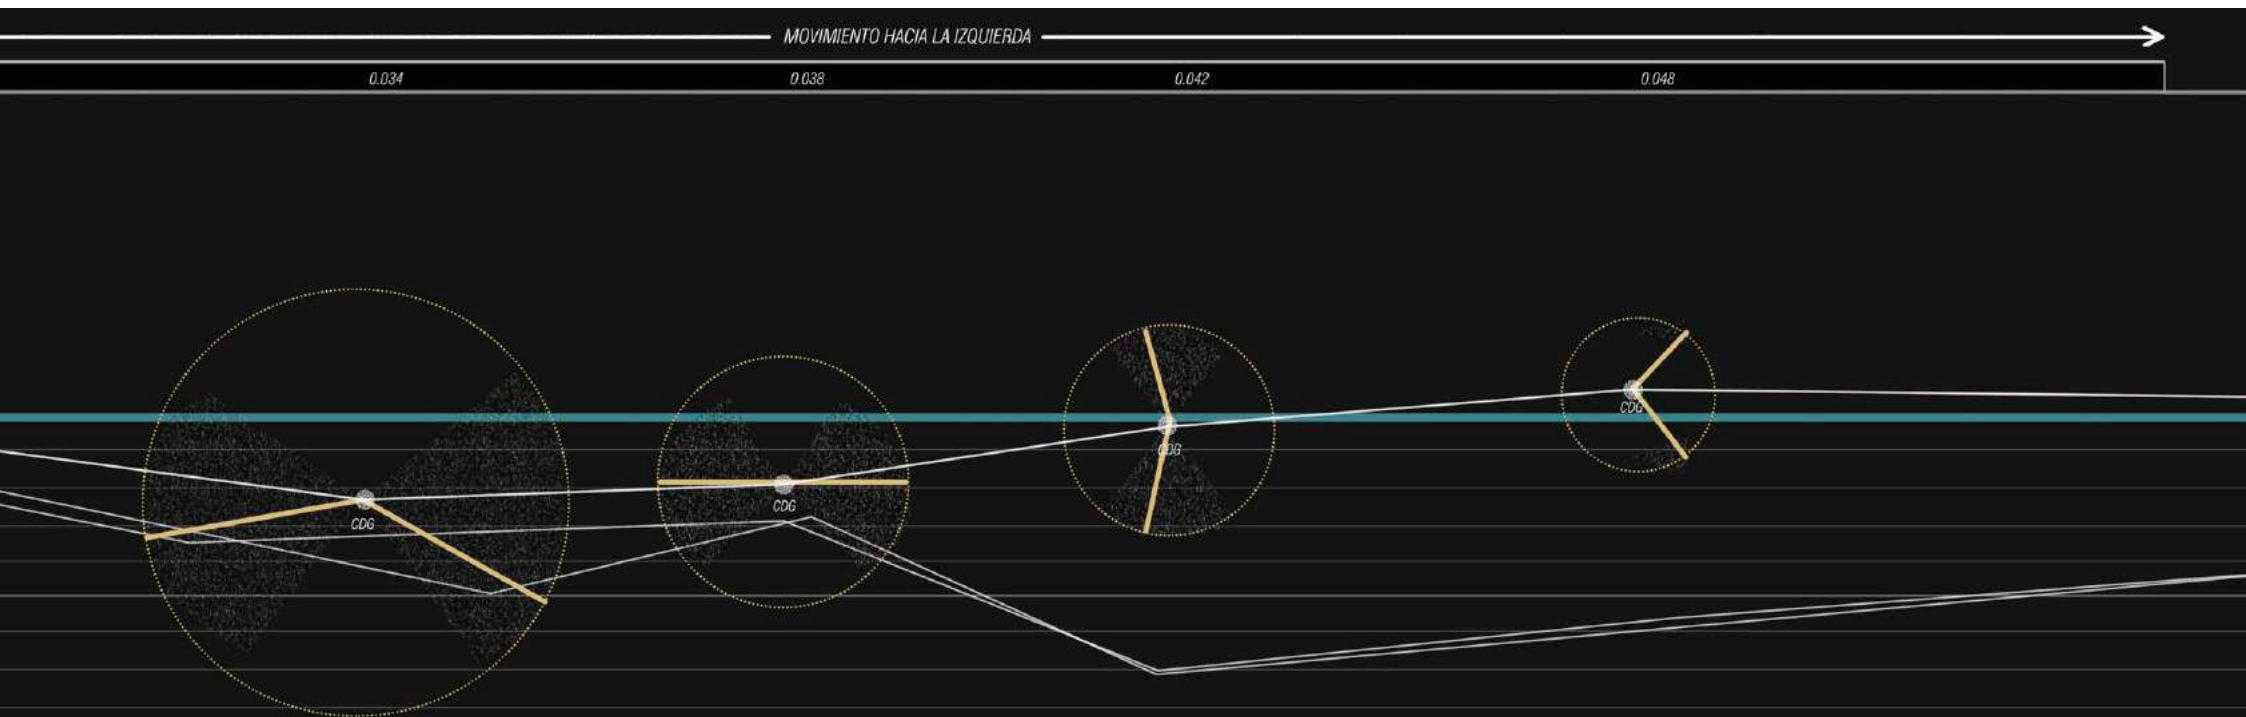 MOVIMIENTO HACIA LA IZQUIERDA
0.034 0.038 0.042 0.048
CDG
CDG
CDG
CDG